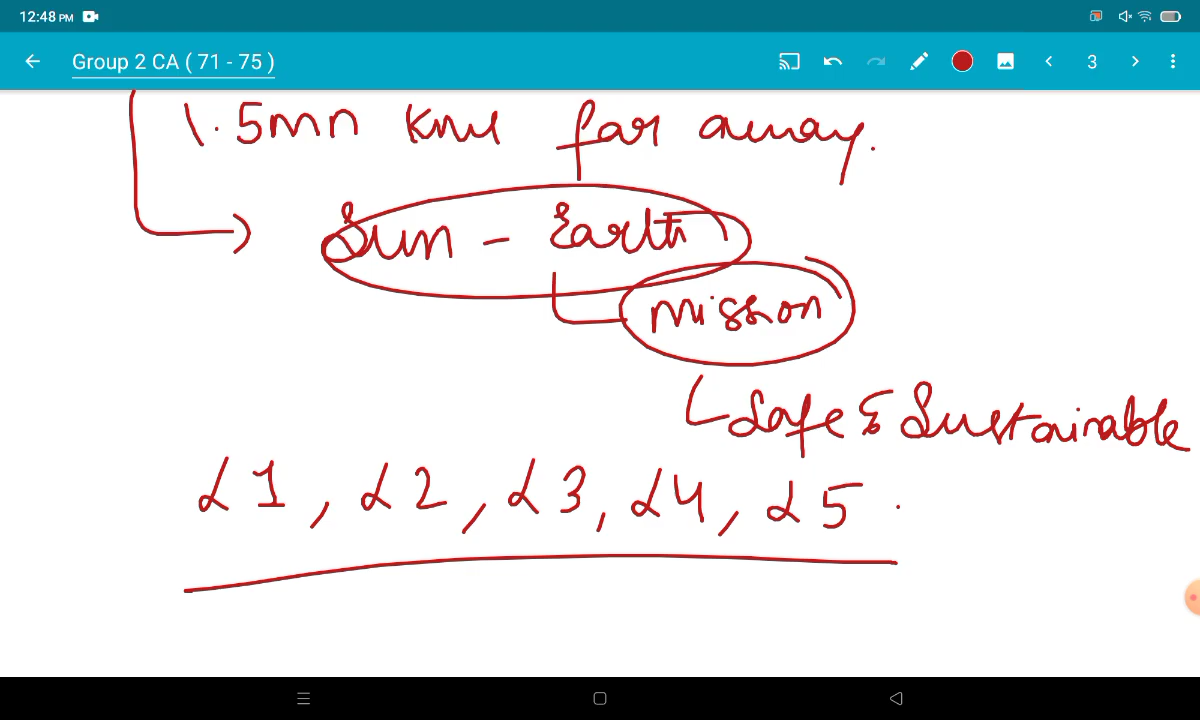 12:48 PM
Group 2 CA ( 71 - 75 )
3
1.5mn kms far away.
Sun - Earth
mission
Safe & Sustainable
L1, L2, L3, L4, L5.